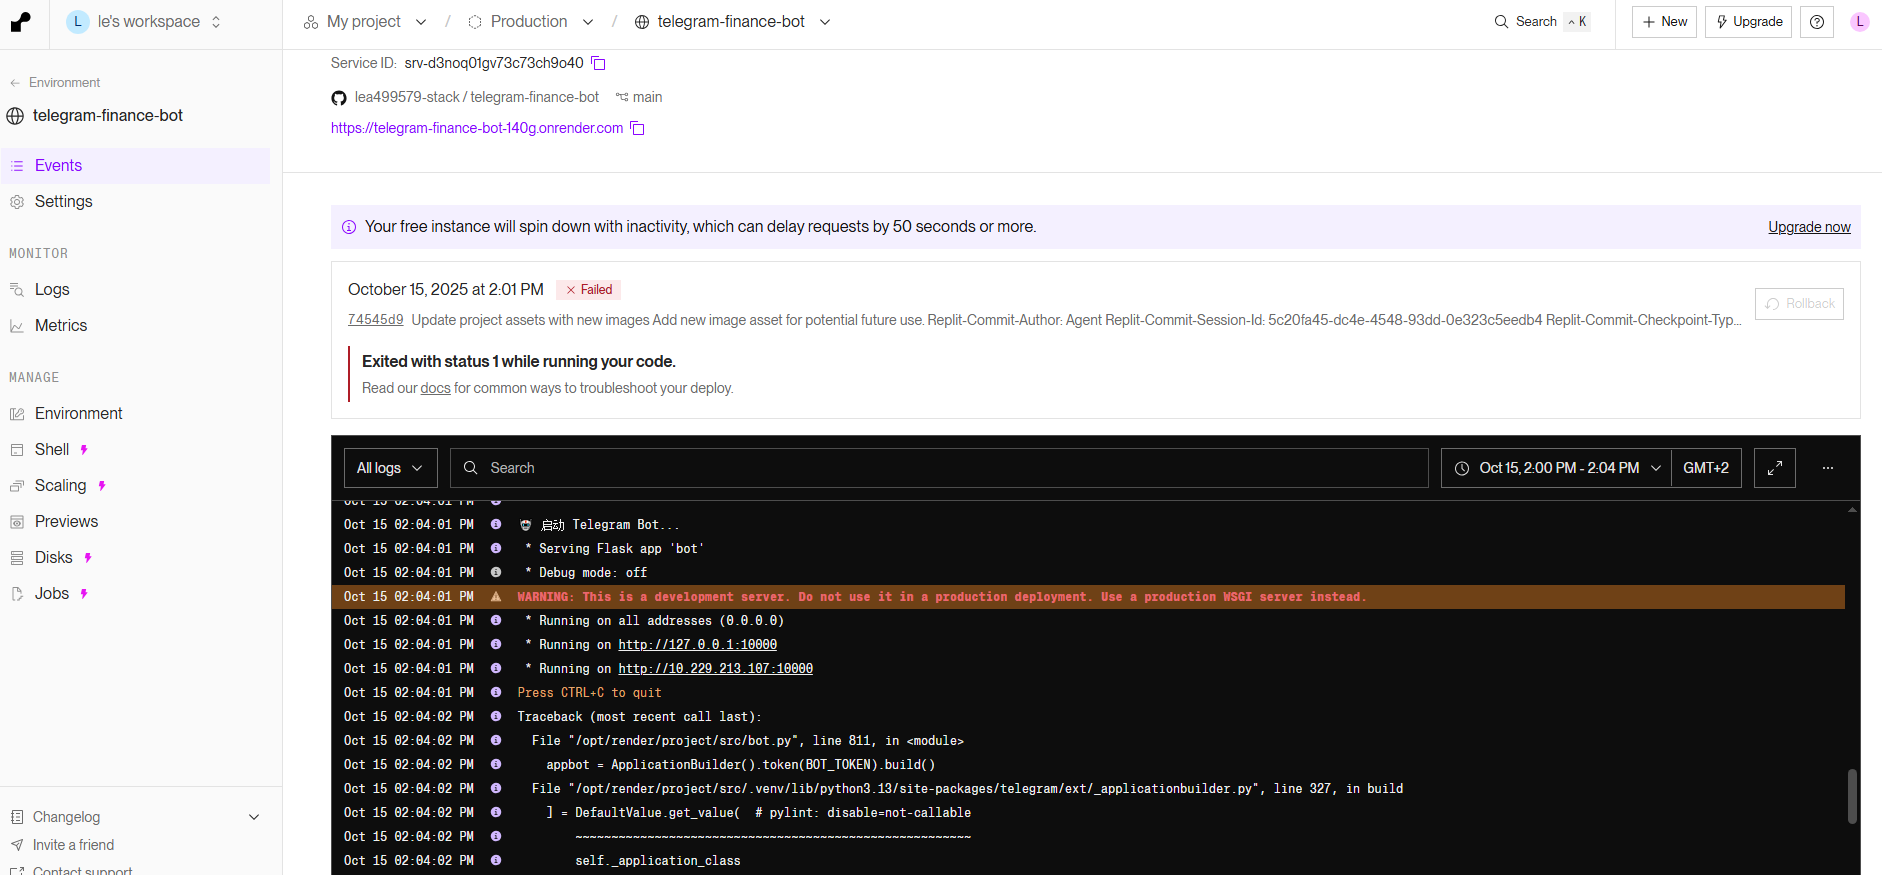 L le's workspace
My project / Production / telegram-finance-bot
Search ^ K
+ New
Upgrade
L
Environment
telegram-finance-bot
Events
Settings
MONITOR
Logs
Metrics
MANAGE
Environment
Shell
Scaling
Previews
Disks
Jobs
Changelog
Invite a friend
Contact support
Service ID: srv-d3noq01gv73c73ch9o40
lea499579-stack / telegram-finance-bot main
https://telegram-finance-bot-140g.onrender.com
Your free instance will spin down with inactivity, which can delay requests by 50 seconds or more.
Upgrade now
October 15, 2025 at 2:01 PM Failed
74545d9 Update project assets with new images Add new image asset for potential future use. Replit-Commit-Author: Agent Replit-Commit-Session-Id: 5c20fa45-dc4e-4548-93dd-0e323c5eedb4 Replit-Commit-Checkpoint-Typ...
Rollback
Exited with status 1 while running your code.
Read our docs for common ways to troubleshoot your deploy.
All logs
Search
Oct 15, 2:00 PM - 2:04 PM
GMT+2
Oct 15 02:04:01 PM
Oct 15 02:04:01 PM 启动 Telegram Bot...
Oct 15 02:04:01 PM * Serving Flask app 'bot'
Oct 15 02:04:01 PM * Debug mode: off
Oct 15 02:04:01 PM WARNING: This is a development server. Do not use it in a production deployment. Use a production WSGI server instead.
Oct 15 02:04:01 PM * Running on all addresses (0.0.0.0)
Oct 15 02:04:01 PM * Running on http://127.0.0.1:10000
Oct 15 02:04:01 PM * Running on http://10.229.213.107:10000
Oct 15 02:04:01 PM Press CTRL+C to quit
Oct 15 02:04:02 PM Traceback (most recent call last):
Oct 15 02:04:02 PM File "/opt/render/project/src/bot.py", line 811, in <module>
Oct 15 02:04:02 PM appbot = ApplicationBuilder().token(BOT_TOKEN).build()
Oct 15 02:04:02 PM File "/opt/render/project/src/.venv/lib/python3.13/site-packages/telegram/ext/_applicationbuilder.py", line 327, in build
Oct 15 02:04:02 PM ] = DefaultValue.get_value( # pylint: disable=not-callable
Oct 15 02:04:02 PM ~~~~~~~~~~~~~~~~~~~~~~~~~~~~~~~~~~~~~~~~~~~~~~~~~~~~~~~
Oct 15 02:04:02 PM self._application_class